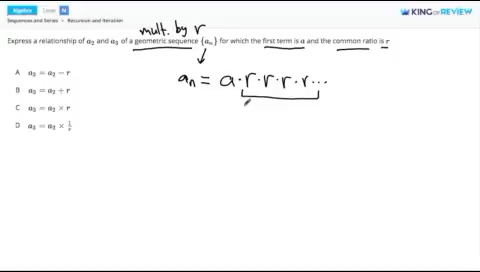 Algebra Level N
KING OF REVIEW
Sequences and Series > Recursion and Iteration
mult. by r
Express a relationship of a₂ and a₃ of a geometric sequence {aₙ} for which the first term is a and the common ratio is r
aₙ = a · r · r · r · r ...
A a₃ = a₂ − r
B a₃ = a₂ + r
C a₃ = a₂ × r
D a₃ = a₂ × 1/r